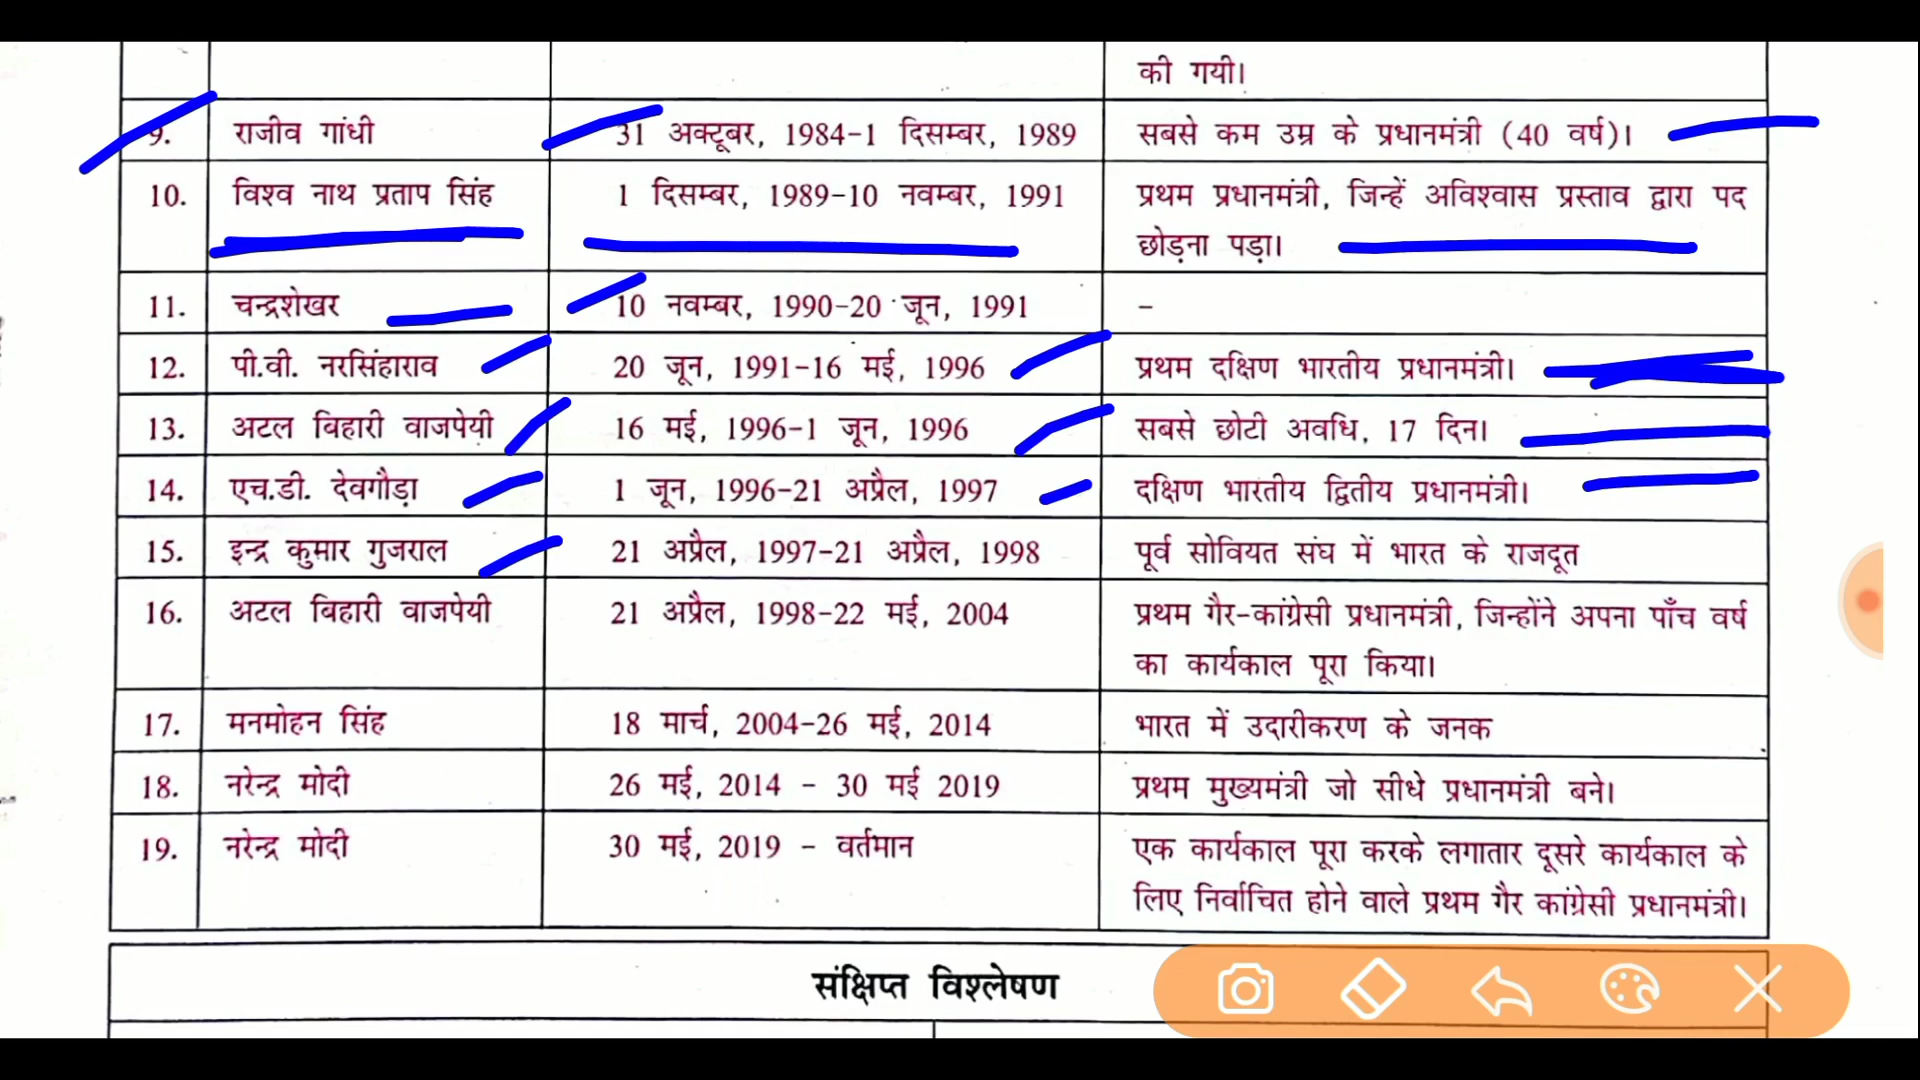 की गयी।
9. राजीव गांधी 31 अक्टूबर, 1984-1 दिसम्बर, 1989 सबसे कम उम्र के प्रधानमंत्री (40 वर्ष)।
10. विश्व नाथ प्रताप सिंह 1 दिसम्बर, 1989-10 नवम्बर, 1991 प्रथम प्रधानमंत्री, जिन्हें अविश्वास प्रस्ताव द्वारा पद
छोड़ना पड़ा।
11. चन्द्रशेखर 10 नवम्बर, 1990-20 जून, 1991 –
12. पी.वी. नरसिंहाराव 20 जून, 1991-16 मई, 1996 प्रथम दक्षिण भारतीय प्रधानमंत्री।
13. अटल बिहारी वाजपेयी 16 मई, 1996-1 जून, 1996 सबसे छोटी अवधि, 17 दिन।
14. एच.डी. देवगौड़ा 1 जून, 1996-21 अप्रैल, 1997 दक्षिण भारतीय द्वितीय प्रधानमंत्री।
15. इन्द्र कुमार गुजराल 21 अप्रैल, 1997-21 अप्रैल, 1998 पूर्व सोवियत संघ में भारत के राजदूत
16. अटल बिहारी वाजपेयी 21 अप्रैल, 1998-22 मई, 2004 प्रथम गैर-कांग्रेसी प्रधानमंत्री, जिन्होंने अपना पाँच वर्ष
का कार्यकाल पूरा किया।
17. मनमोहन सिंह 18 मार्च, 2004-26 मई, 2014 भारत में उदारीकरण के जनक
18. नरेन्द्र मोदी 26 मई, 2014 - 30 मई 2019 प्रथम मुख्यमंत्री जो सीधे प्रधानमंत्री बने।
19. नरेन्द्र मोदी 30 मई, 2019 - वर्तमान एक कार्यकाल पूरा करके लगातार दूसरे कार्यकाल के
लिए निर्वाचित होने वाले प्रथम गैर कांग्रेसी प्रधानमंत्री।
संक्षिप्त विश्लेषण